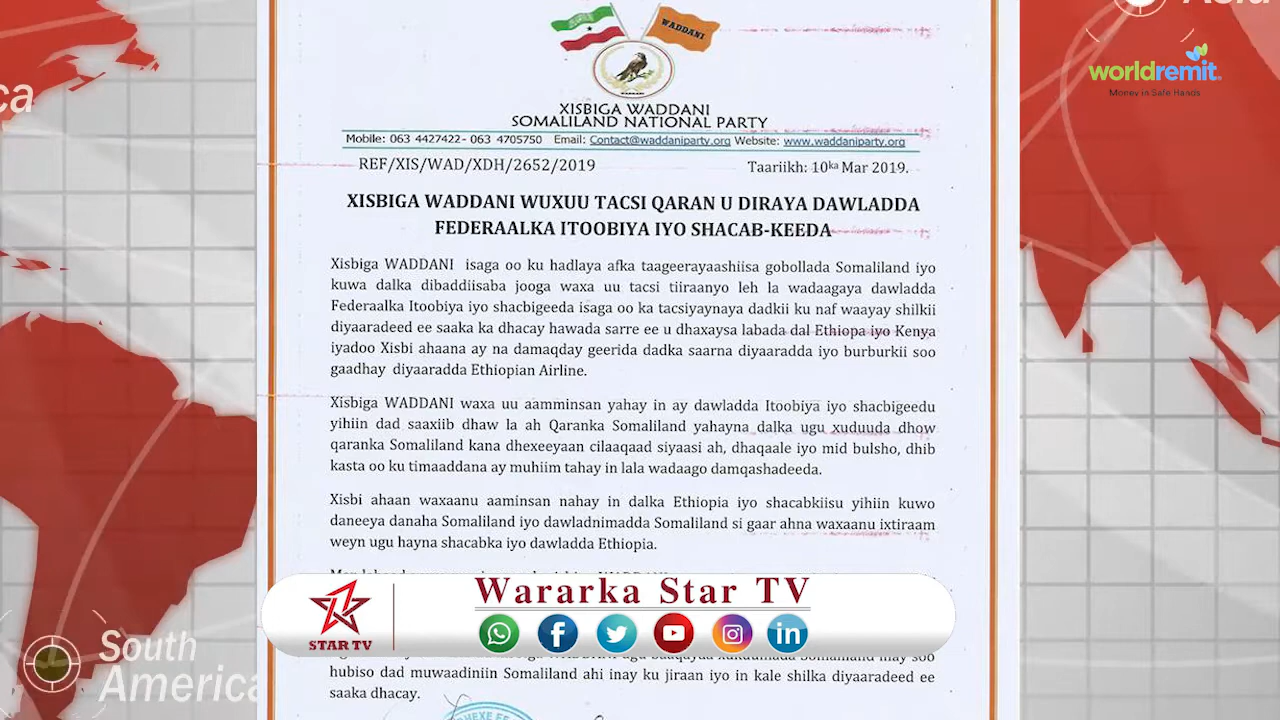 Asia
ca
worldremit
Money in Safe Hands
WADDANI
XISBIGA WADDANI
SOMALILAND NATIONAL PARTY
Mobile: 063 4427422- 063 4705750 Email: Contact@waddaniparty.org Website: www.waddaniparty.org
REF/XIS/WAD/XDH/2652/2019 Taariikh: 10ka Mar 2019.
XISBIGA WADDANI WUXUU TACSI QARAN U DIRAYA DAWLADDA
FEDERAALKA ITOOBIYA IYO SHACAB-KEEDA
Xisbiga WADDANI isaga oo ku hadlaya afka taageerayaashiisa gobollada Somaliland iyo
kuwa dalka dibaddiisaba jooga waxa uu tacsi tiiraanyo leh la wadaagaya dawladda
Federaalka Itoobiya iyo shacbigeeda isaga oo ka tacsiyaynaya dadkii ku naf waayay shilkii
diyaaradeed ee saaka ka dhacay hawada sarre ee u dhaxaysa labada dal Ethiopa iyo Kenya
iyadoo Xisbi ahaana ay na damaqday geerida dadka saarna diyaaradda iyo burburkii soo
gaadhay diyaaradda Ethiopian Airline.
Xisbiga WADDANI waxa uu aamminsan yahay in ay dawladda Itoobiya iyo shacbigeedu
yihiin dad saaxiib dhaw la ah Qaranka Somaliland yahayna dalka ugu xuduuda dhow
qaranka Somaliland kana dhexeeyaan cilaaqaad siyaasi ah, dhaqaale iyo mid bulsho, dhib
kasta oo ku timaaddana ay muhiim tahay in lala wadaago damqashadeeda.
Xisbi ahaan waxaanu aaminsan nahay in dalka Ethiopia iyo shacabkiisu yihiin kuwo
daneeya danaha Somaliland iyo dawladnimadda Somaliland si gaar ahna waxaanu ixtiraam
weyn ugu hayna shacabka iyo dawladda Ethiopia.
STAR TV
Wararka Star TV
hubiso dad muwaadiniin Somaliland ahi inay ku jiraan iyo in kale shilka diyaaradeed ee
saaka dhacay.
South
America